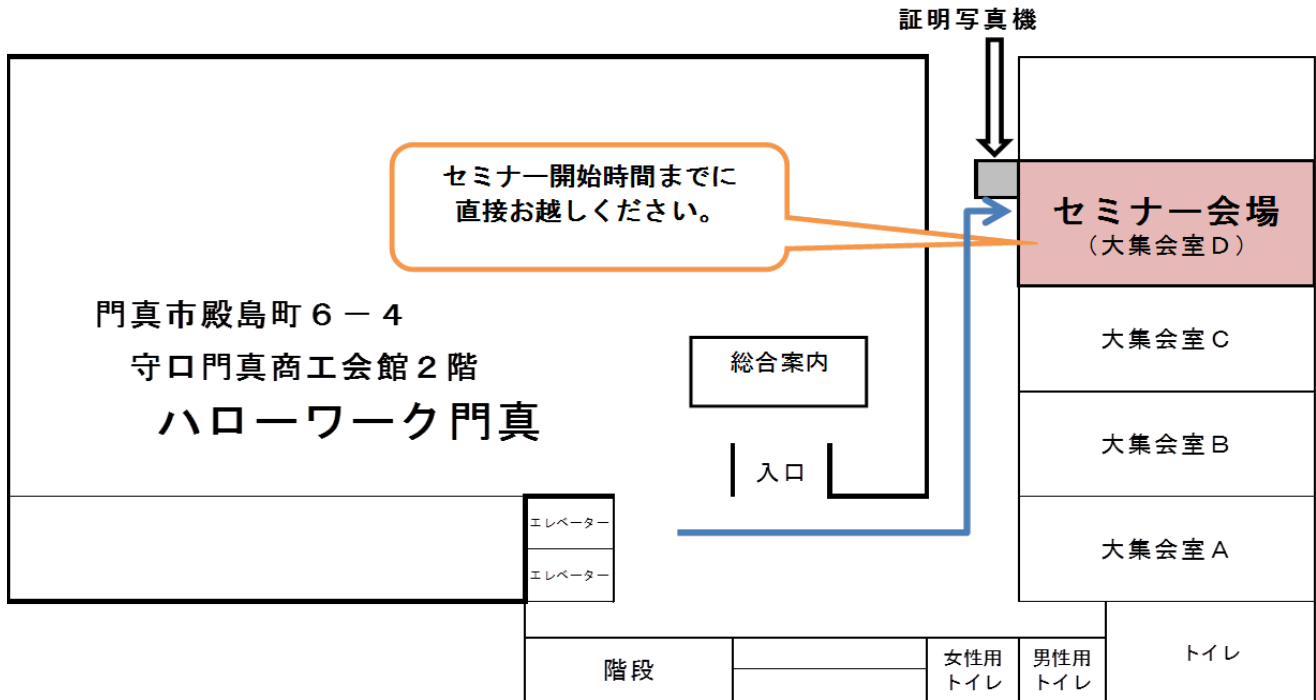 証明写真機
セミナー開始時間までに
直接お越しください。
セミナー会場
（大集会室Ｄ）
門真市殿島町６－４
守口門真商工会館２階
ハローワーク門真
総合案内
入口
大集会室Ｃ
大集会室Ｂ
大集会室Ａ
エレベーター
エレベーター
階段
女性用
トイレ
男性用
トイレ
トイレ